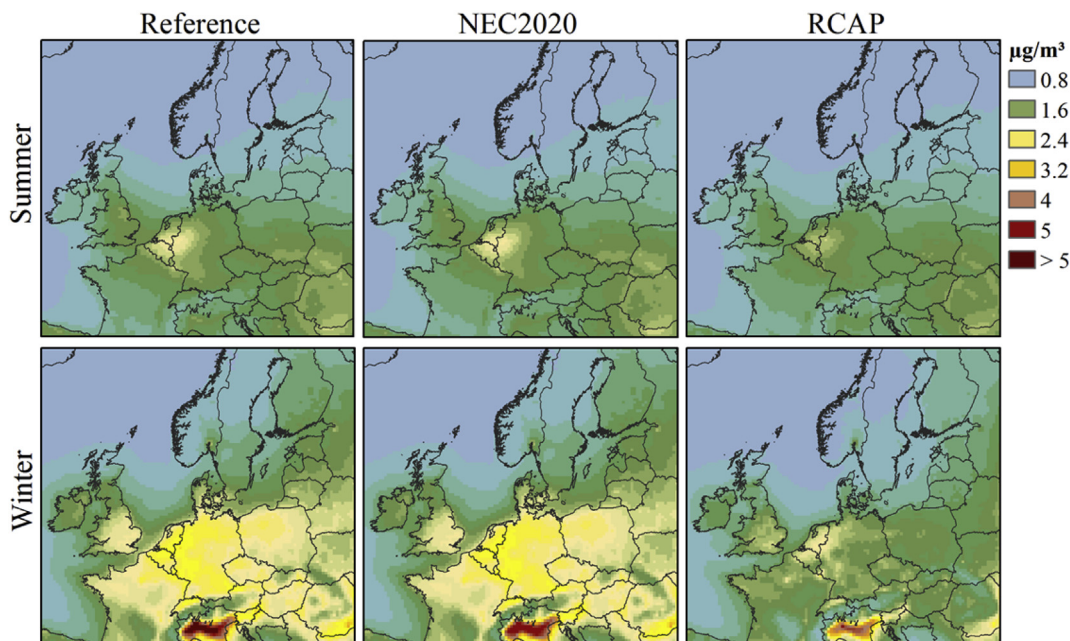 Reference
NEC2020
RCAP
µg/m³
0.8
1.6
2.4
3.2
4
5
> 5
Summer
Winter